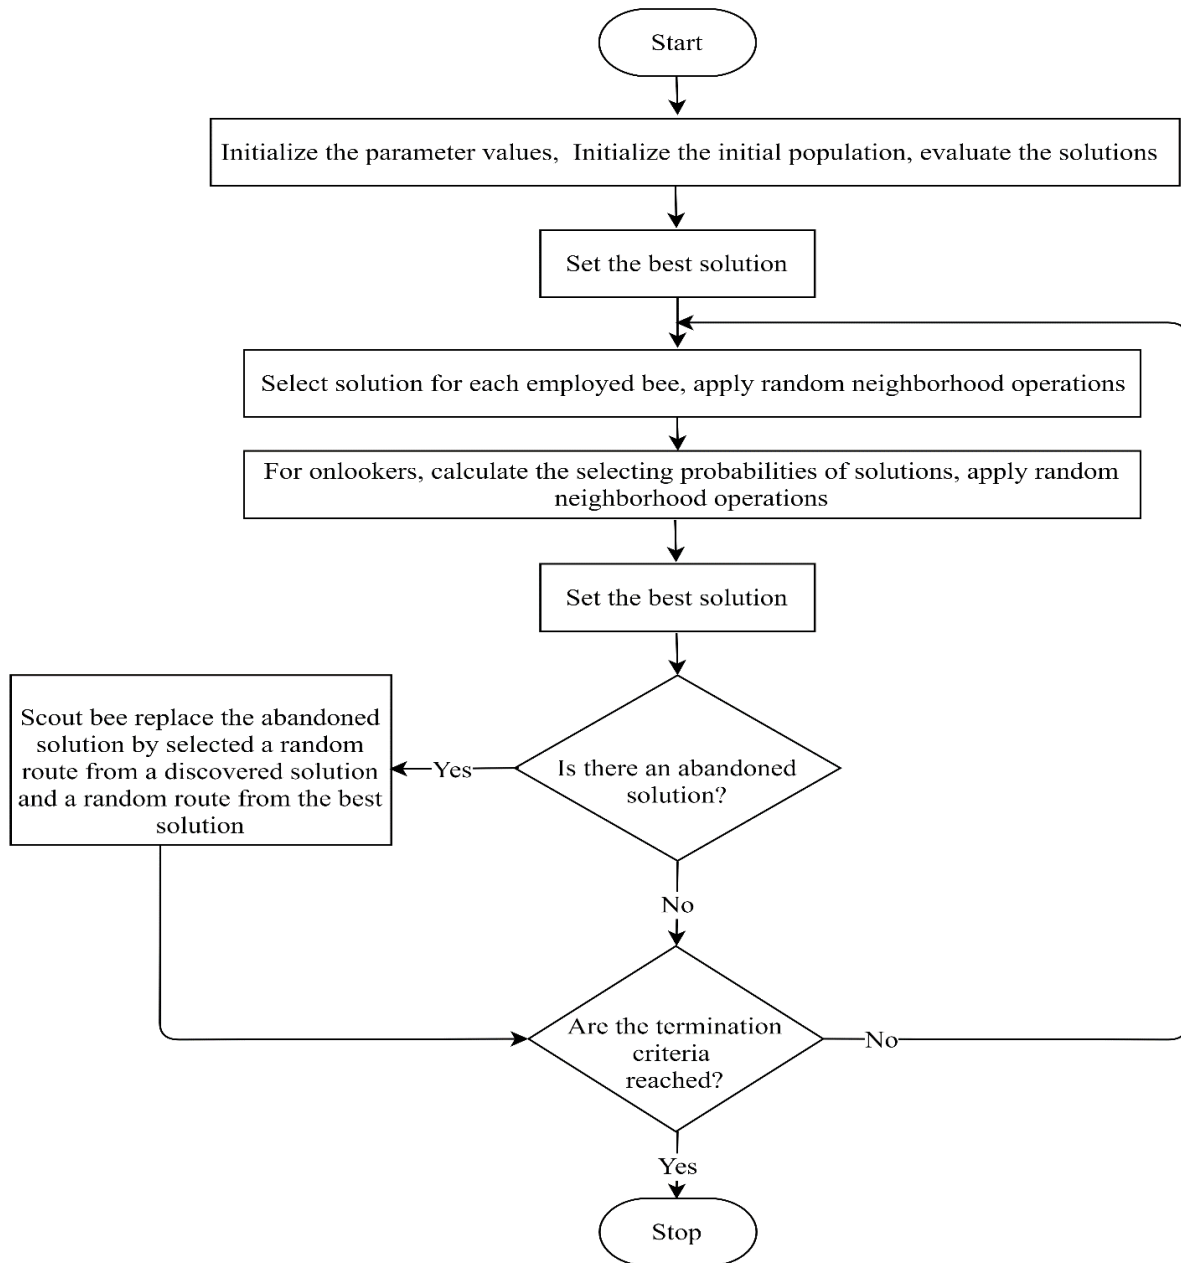 Start
Initialize the parameter values,  Initialize the initial population, evaluate the solutions
Set the best solution
Select solution for each employed bee, apply random neighborhood operations
For onlookers, calculate the selecting probabilities of solutions, apply random
neighborhood operations
Set the best solution
Is there an abandoned
solution?
Yes
Scout bee replace the abandoned
solution by selected a random
route from a discovered solution
and a random route from the best
solution
No
Are the termination
criteria
reached?
No
Yes
Stop